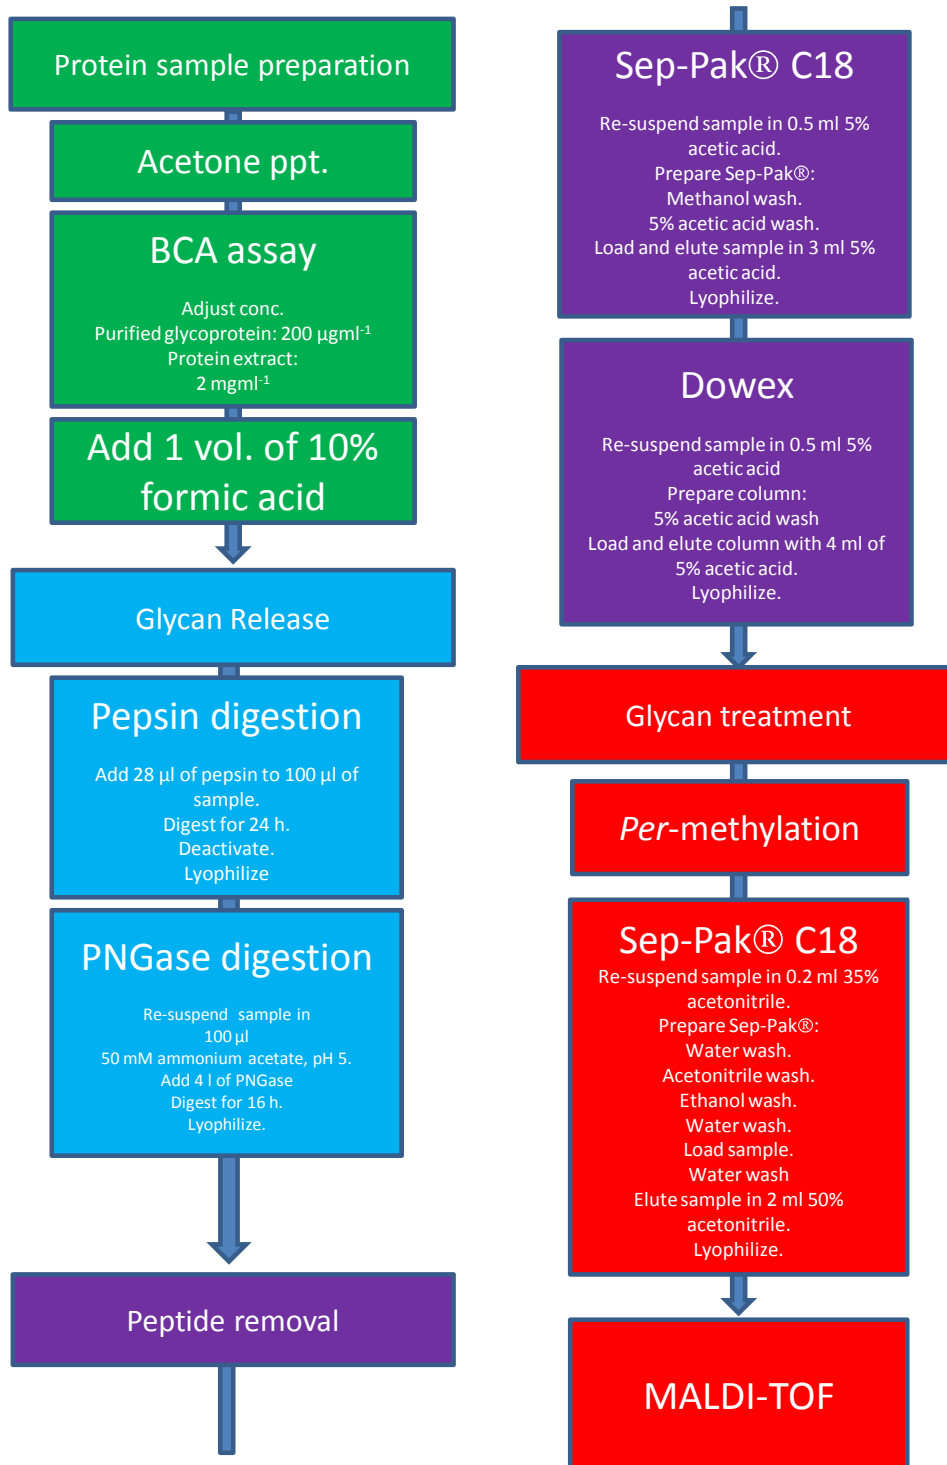 Protein sample preparation
Acetone ppt.
BCA assay
Adjust conc.
Purified glycoprotein: 200 µgml-1
Protein extract:
2 mgml-1
Add 1 vol. of 10%
formic acid
Glycan Release
Pepsin digestion
Add 28 µl of pepsin to 100 µl of
sample.
Digest for 24 h.
Deactivate.
Lyophilize
PNGase digestion
Re-suspend sample in
100 µl
50 mM ammonium acetate, pH 5.
Add 4 l of PNGase
Digest for 16 h.
Lyophilize.
Peptide removal
Sep-Pak® C18
Re-suspend sample in 0.5 ml 5%
acetic acid.
Prepare Sep-Pak®:
Methanol wash.
5% acetic acid wash.
Load and elute sample in 3 ml 5%
acetic acid.
Lyophilize.
Dowex
Re-suspend sample in 0.5 ml 5%
acetic acid
Prepare column:
5% acetic acid wash
Load and elute column with 4 ml of
5% acetic acid.
Lyophilize.
Glycan treatment
Per-methylation
Sep-Pak® C18
Re-suspend sample in 0.2 ml 35%
acetonitrile.
Prepare Sep-Pak®:
Water wash.
Acetonitrile wash.
Ethanol wash.
Water wash.
Load sample.
Water wash
Elute sample in 2 ml 50%
acetonitrile.
Lyophilize.
MALDI-TOF